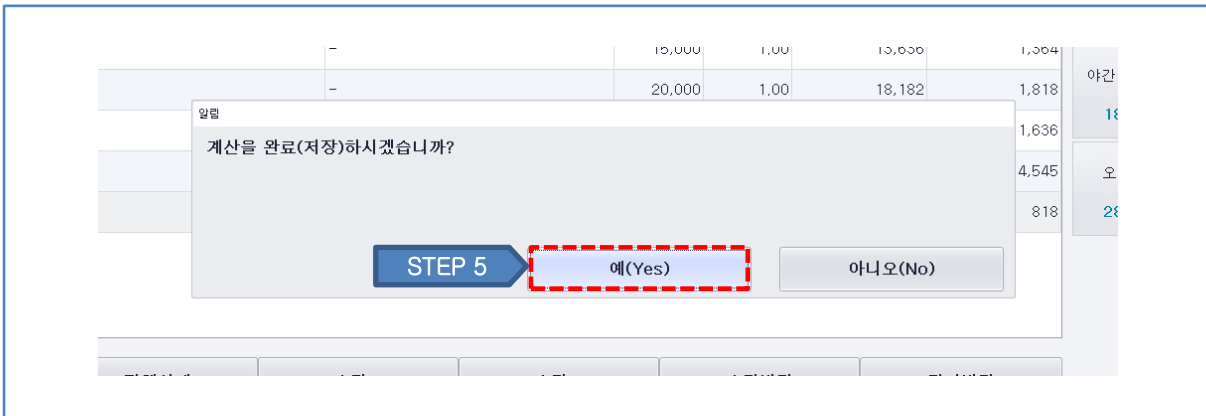 - 15,000 1.00 13,636 1,364
- 20,000 1.00 18,182 1,818
야간
알림
18
1,636
계산을 완료(저장)하시겠습니까?
4,545
오
818
28
STEP 5
예(Yes)
아니오(No)